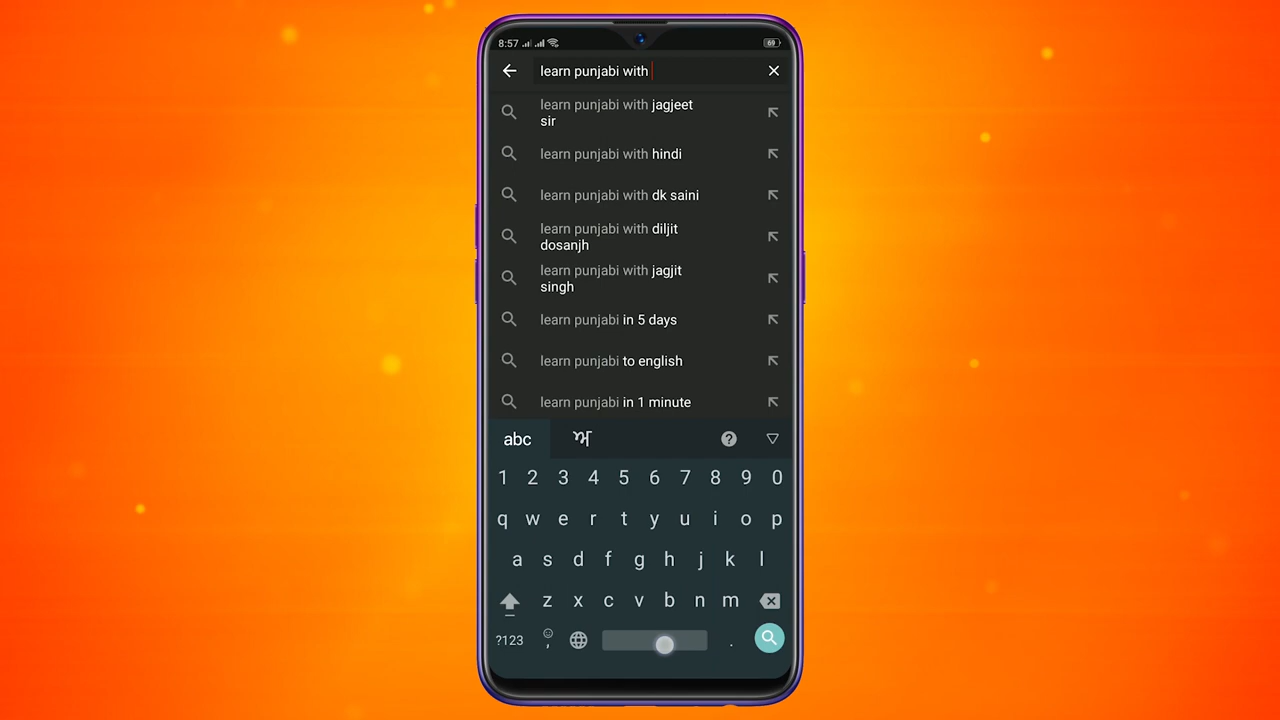 8:57 69
learn punjabi with
learn punjabi with jagjeet
sir
learn punjabi with hindi
learn punjabi with dk saini
learn punjabi with diljit
dosanjh
learn punjabi with jagjit
singh
learn punjabi in 5 days
learn punjabi to english
learn punjabi in 1 minute
abc ਅ ?
1 2 3 4 5 6 7 8 9 0
q w e r t y u i o p
a s d f g h j k l
z x c v b n m
?123 , .